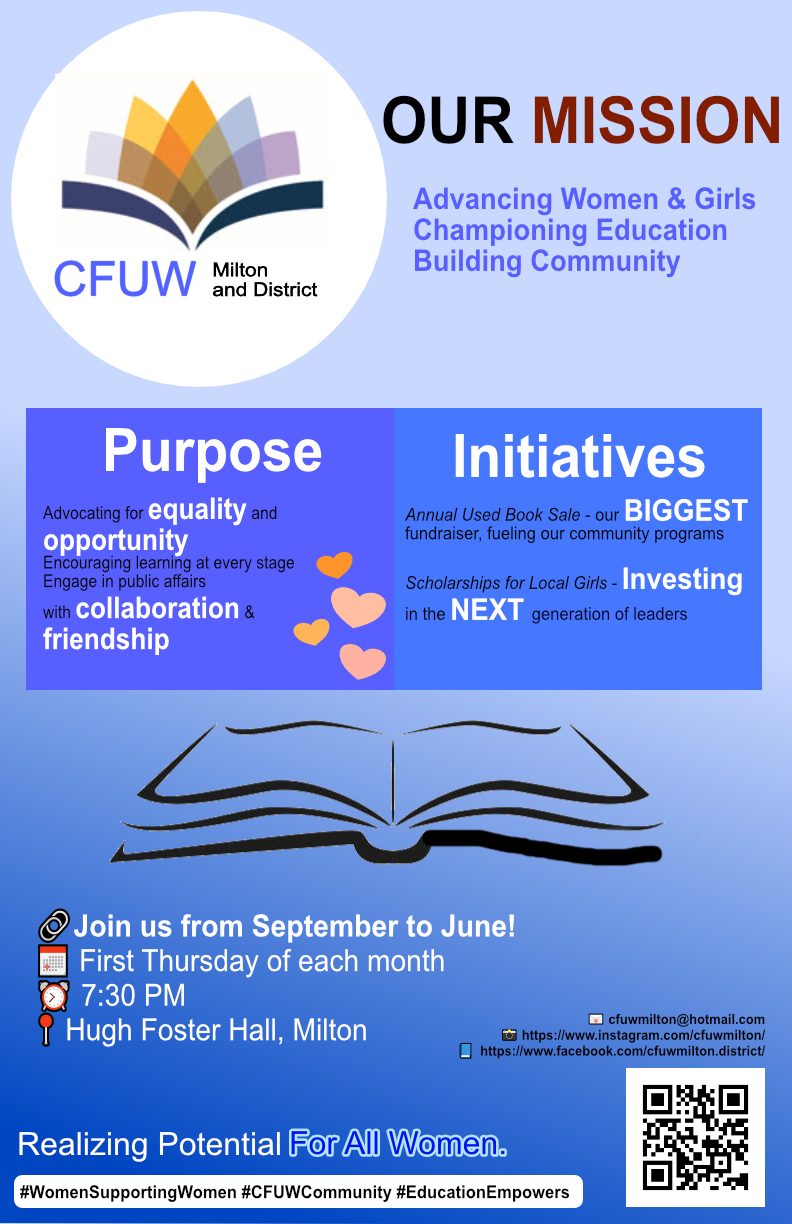 CFUW Milton
and District
OUR MISSION
Advancing Women & Girls
Championing Education
Building Community
Purpose
Advocating for equality and
opportunity
Encouraging learning at every stage
Engage in public affairs
with collaboration &
friendship
Initiatives
Annual Used Book Sale - our BIGGEST
fundraiser, fueling our community programs
Scholarships for Local Girls - Investing
in the NEXT generation of leaders
Join us from September to June!
First Thursday of each month
7:30 PM
Hugh Foster Hall, Milton
cfuwmilton@hotmail.com
https://www.instagram.com/cfuwmilton/
https://www.facebook.com/cfuwmilton.district/
Realizing Potential For All Women.
#WomenSupportingWomen #CFUWCommunity #EducationEmpowers